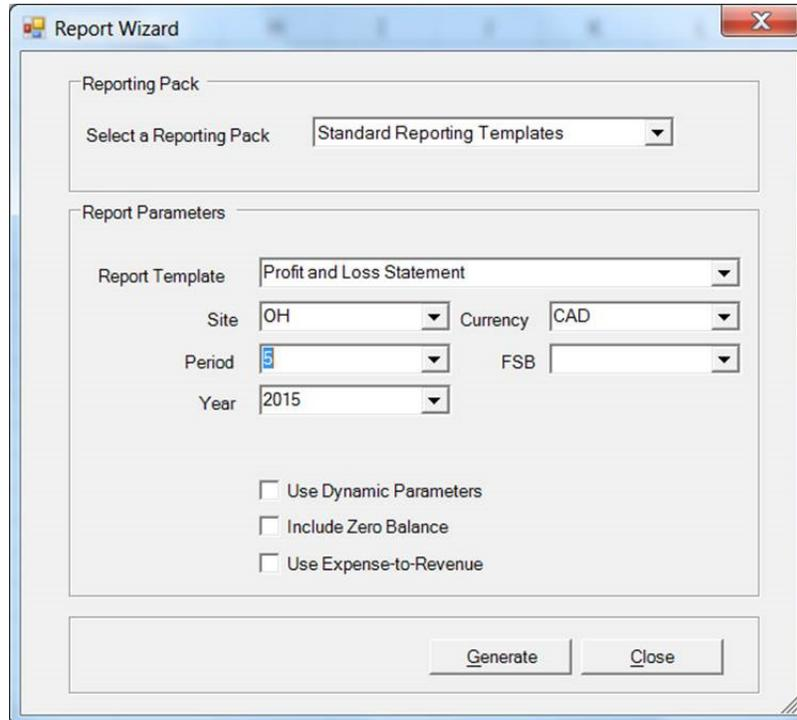 Report Wizard
Reporting Pack
Select a Reporting Pack Standard Reporting Templates
Report Parameters
Report Template Profit and Loss Statement
Site OH Currency CAD
Period 5 FSB
Year 2015
Use Dynamic Parameters
Include Zero Balance
Use Expense-to-Revenue
Generate Close